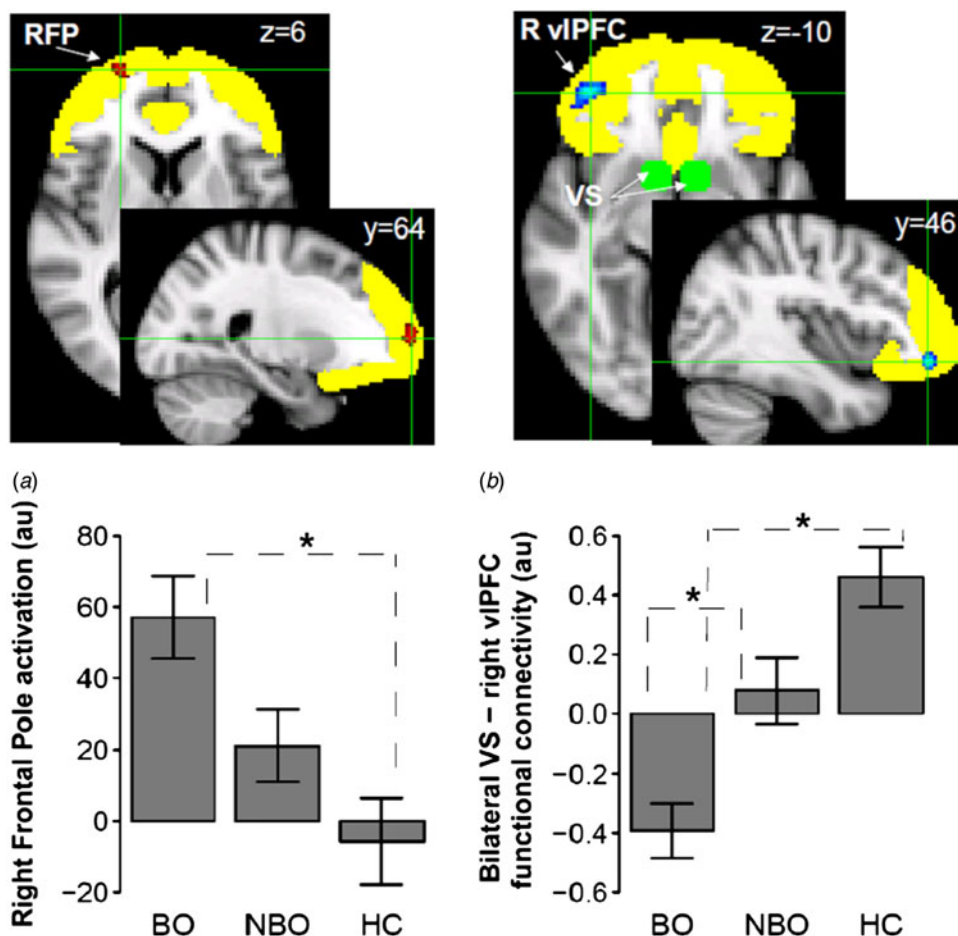 RFP
z=6
y=64
R vlPFC
z=-10
VS
y=46
(a)
Right Frontal Pole activation (au)
80
60
40
20
0
−20
*
BO NBO HC
(b)
Bilateral VS – right vlPFC
functional connectivity (au)
0.6
0.4
0.2
0.0
−0.2
−0.4
−0.6
*
*
BO NBO HC